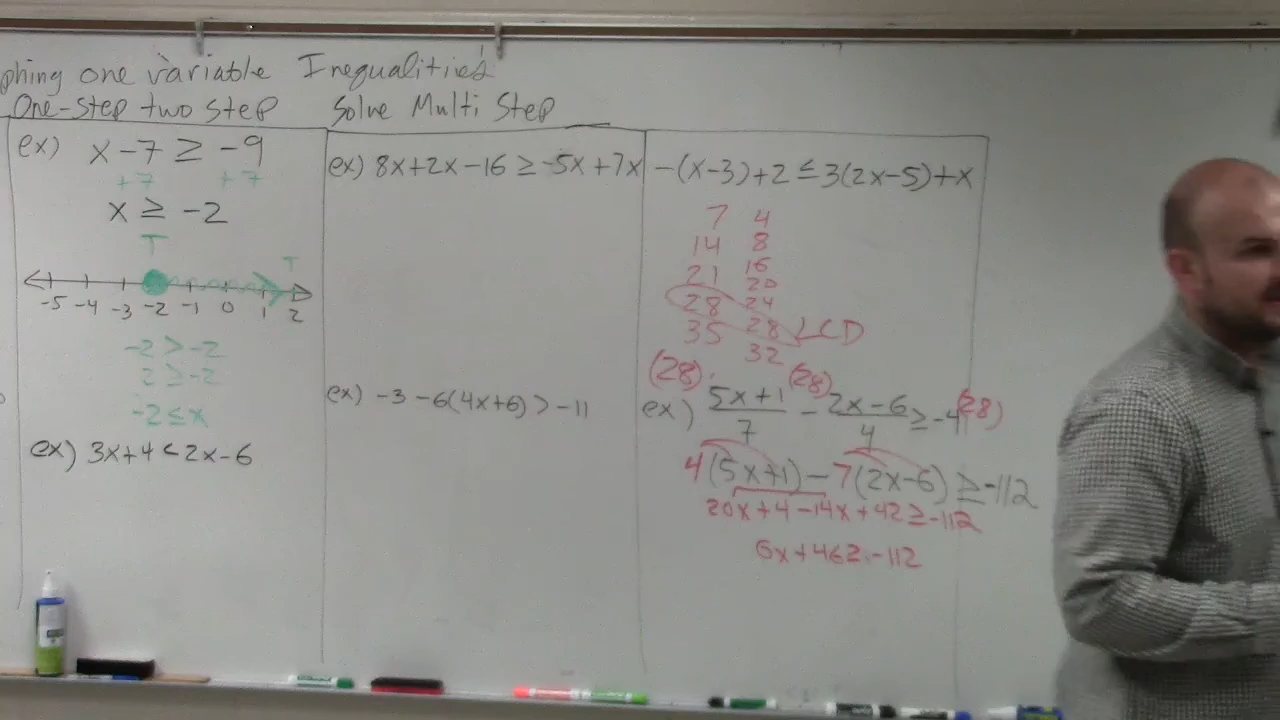 phing one variable Inequalities
One-step two step Solve Multi Step
ex) x-7 ≥ -9
+7 +7
x ≥ -2
T T
-5 -4 -3 -2 -1 0 1 2
-2 > -2
2 ≥ -2
-2 ≤ x
ex) 3x+4 < 2x-6
ex) 8x+2x-16 ≥ -5x+7x
ex) -3 -6(4x+6) > -11
-(x-3)+2 ≤ 3(2x-5)+x
7 4
14 8
21 16
28 20
35 24
28 LCD
32
(28) (28) (28)
ex) 5x+1/7 - 2x-6/4 ≥ -4
4(5x+1) - 7(2x-6) ≥ -112
20x+4-14x+42 ≥ -112
6x+46 ≥ -112